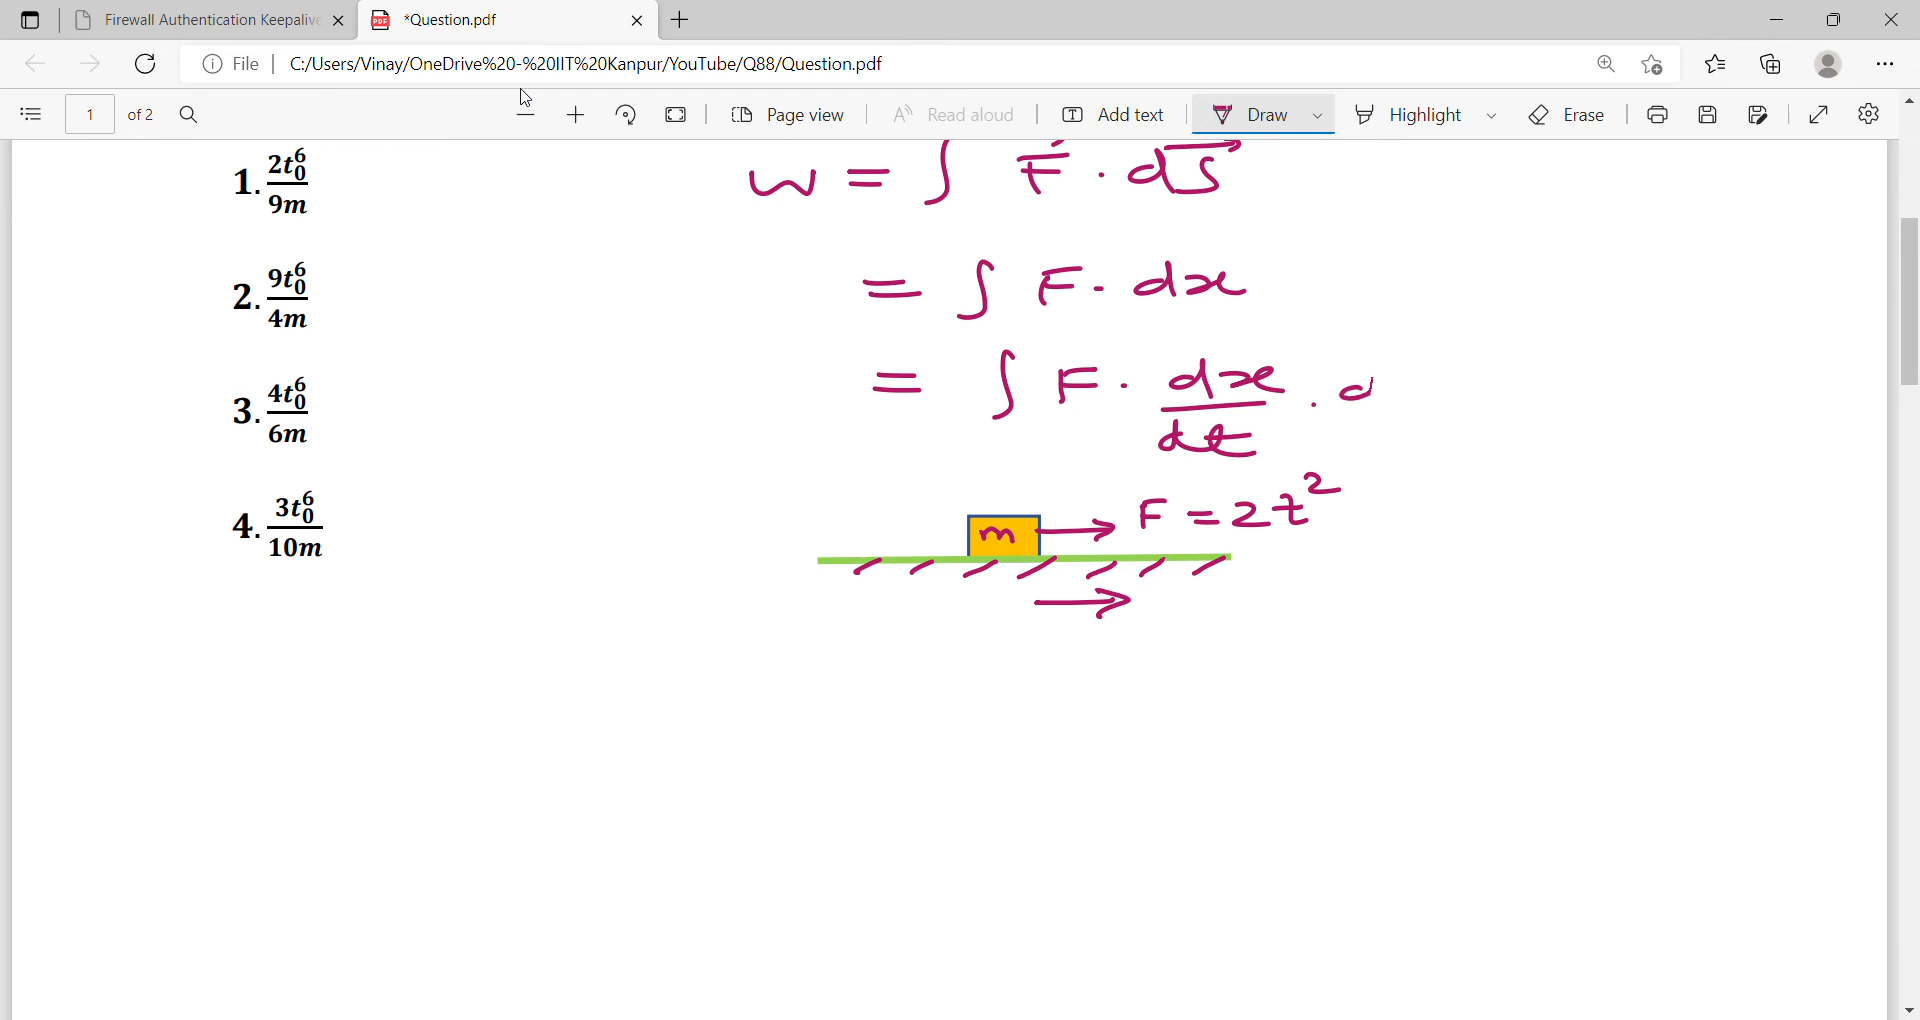 Firewall Authentication Keepaliv
*Question.pdf
File
C:/Users/Vinay/OneDrive%20-%20IIT%20Kanpur/YouTube/Q88/Question.pdf
1 of 2
Page view
Read aloud
Add text
Draw
Highlight
Erase
1. 2t₀⁶/9m
2. 9t₀⁶/4m
3. 4t₀⁶/6m
4. 3t₀⁶/10m
W = ∫ F⃗ · dS⃗
= ∫ F · dx
= ∫ F · dx/dt · d
m F = 2t²